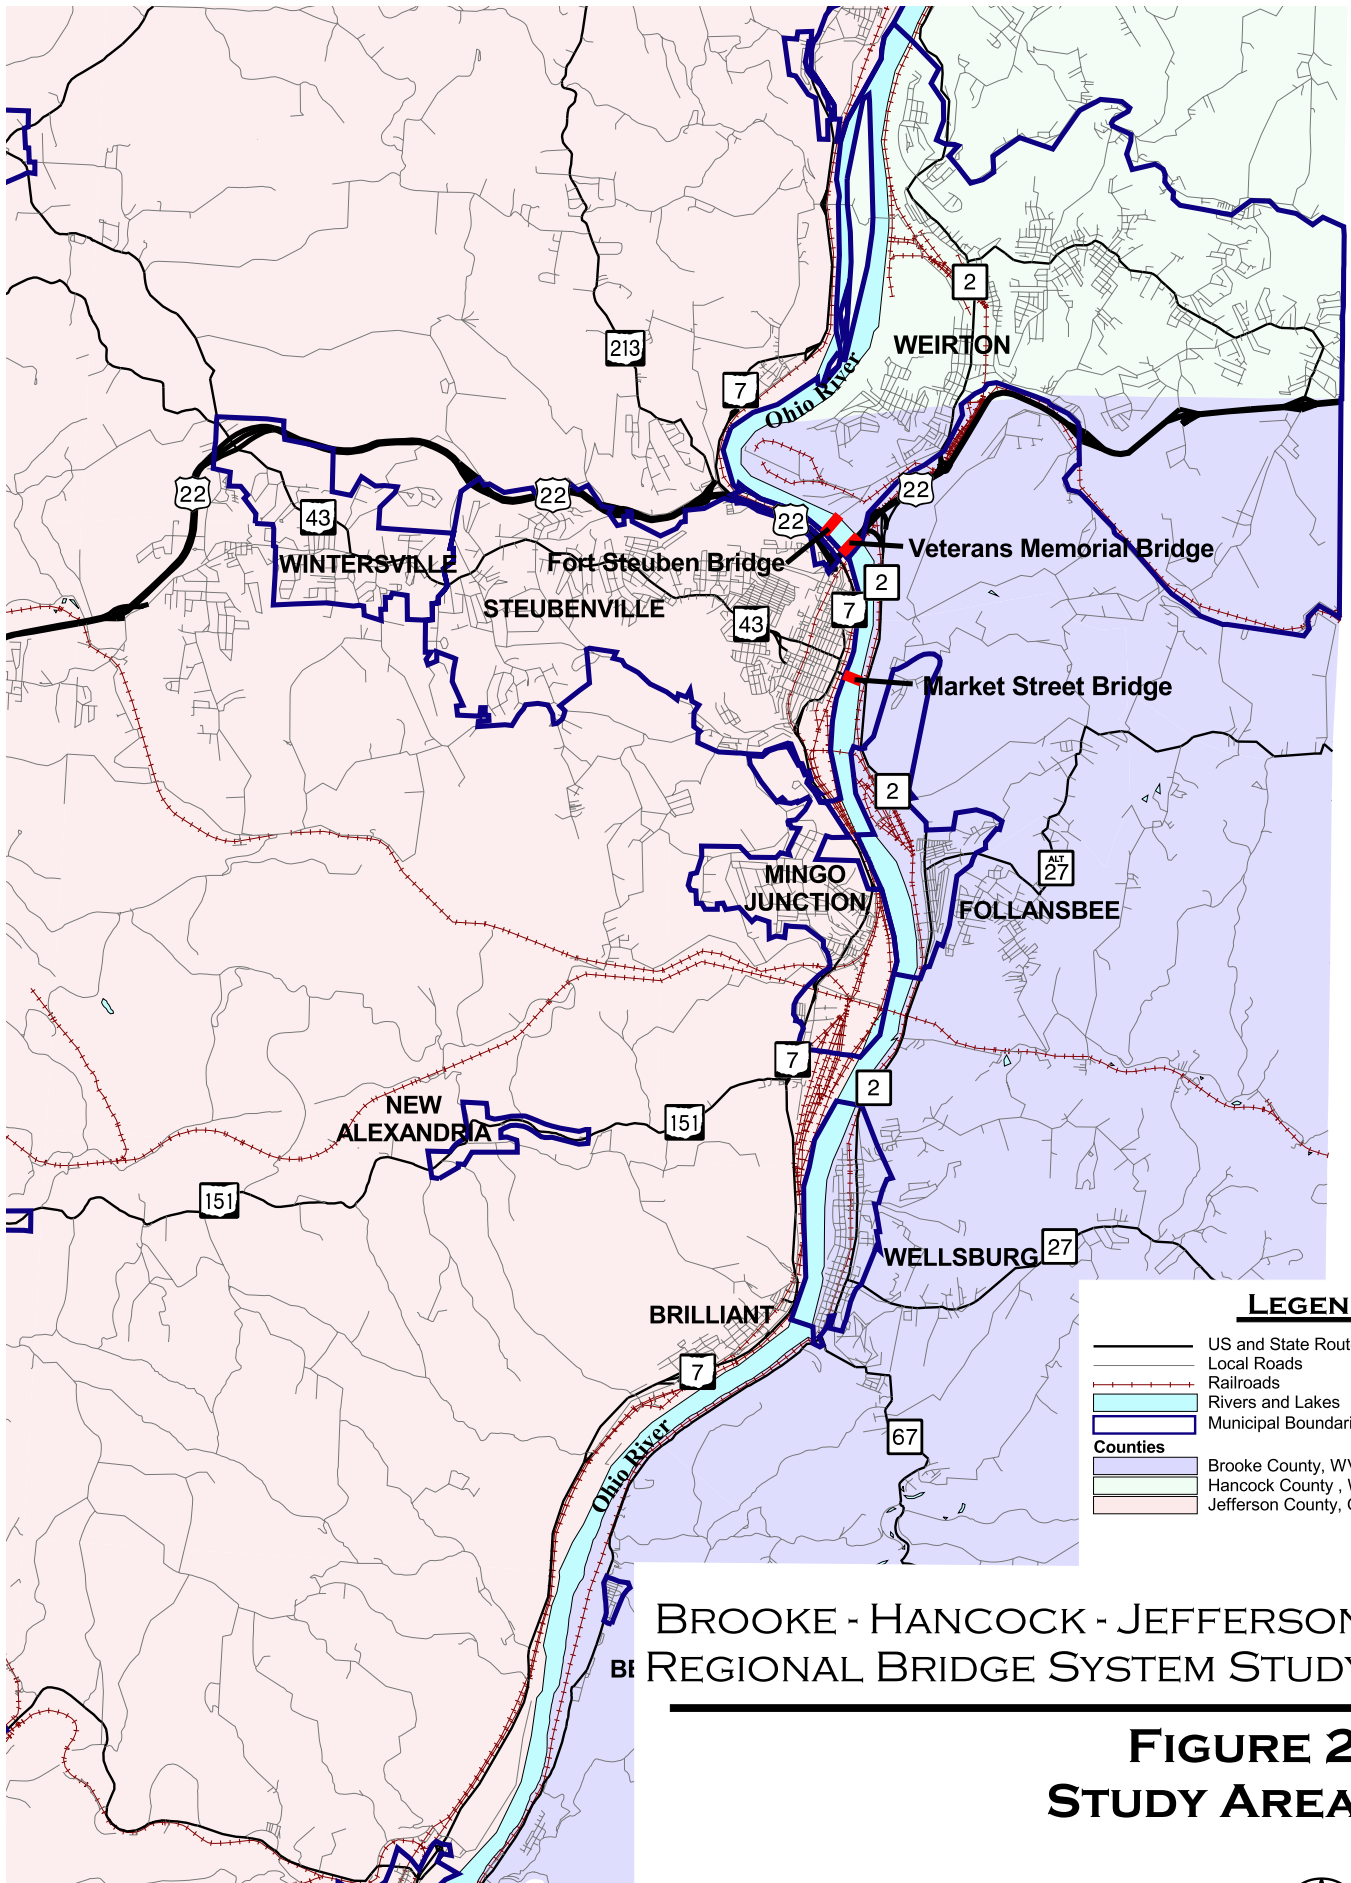 2
213
WEIRTON
7
Ohio River
22
22
22
22
43
WINTERSVILLE
Fort Steuben Bridge
Veterans Memorial Bridge
2
STEUBENVILLE
7
43
Market Street Bridge
2
ALT
27
MINGO
JUNCTION
FOLLANSBEE
7
2
NEW
ALEXANDRIA
151
151
WELLSBURG
27
BRILLIANT
7
67
Ohio River
BE
LEGEN
US and State Rout
Local Roads
Railroads
Rivers and Lakes
Municipal Boundari
Counties
Brooke County, WV
Hancock County , W
Jefferson County, O
BROOKE - HANCOCK - JEFFERSON
REGIONAL BRIDGE SYSTEM STUDY
FIGURE 2
STUDY AREA